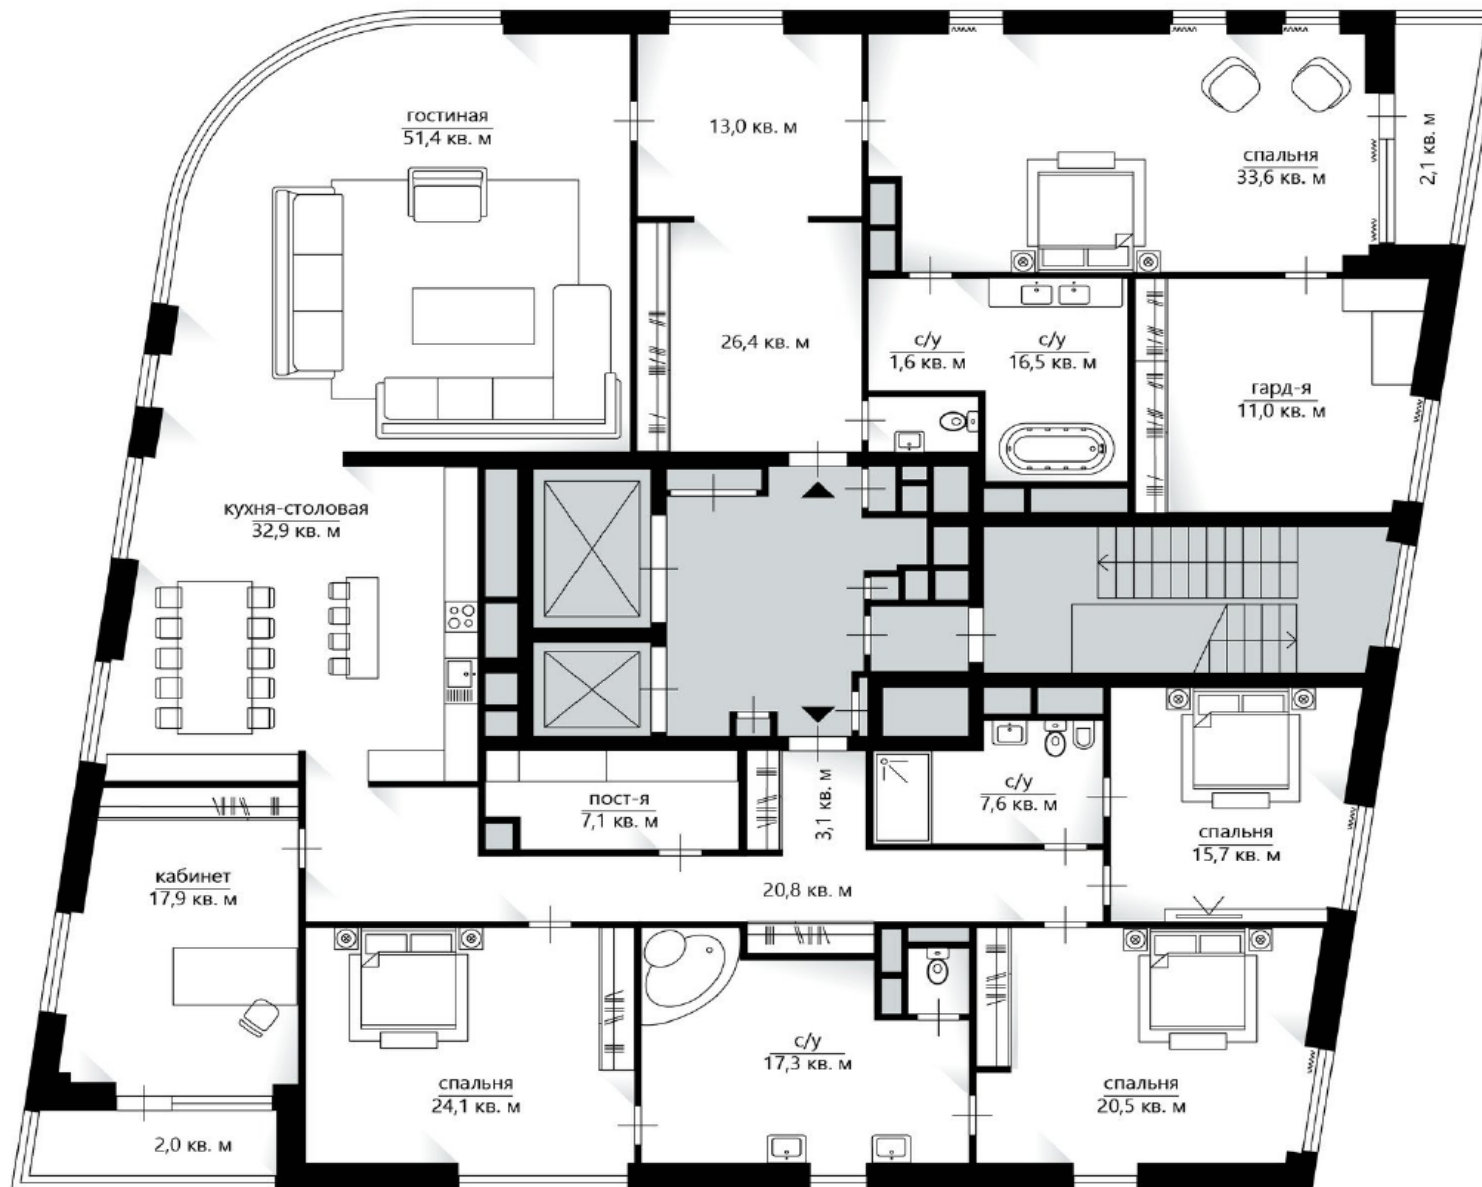 гостиная
51,4 кв. м
13,0 кв. м
спальня
33,6 кв. м
2,1 кв. м
26,4 кв. м
с/у
1,6 кв. м
с/у
16,5 кв. м
гард-я
11,0 кв. м
кухня-столовая
32,9 кв. м
пост-я
7,1 кв. м
3,1 кв. м
с/у
7,6 кв. м
спальня
15,7 кв. м
кабинет
17,9 кв. м
20,8 кв. м
с/у
17,3 кв. м
спальня
24,1 кв. м
спальня
20,5 кв. м
2,0 кв. м